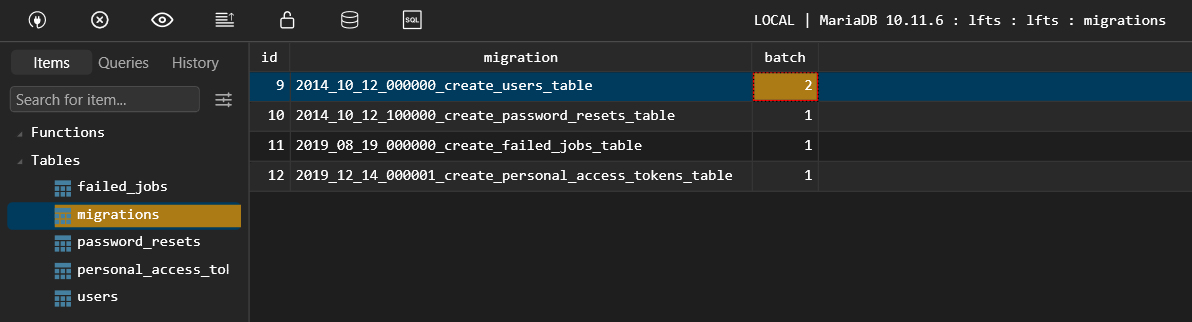 SQL
LOCAL | MariaDB 10.11.6 : lfts : lfts : migrations
Items Queries History
Search for item...
Functions
Tables
failed_jobs
migrations
password_resets
personal_access_tol
users
id migration batch
9 2014_10_12_000000_create_users_table 2
10 2014_10_12_100000_create_password_resets_table 1
11 2019_08_19_000000_create_failed_jobs_table 1
12 2019_12_14_000001_create_personal_access_tokens_table 1